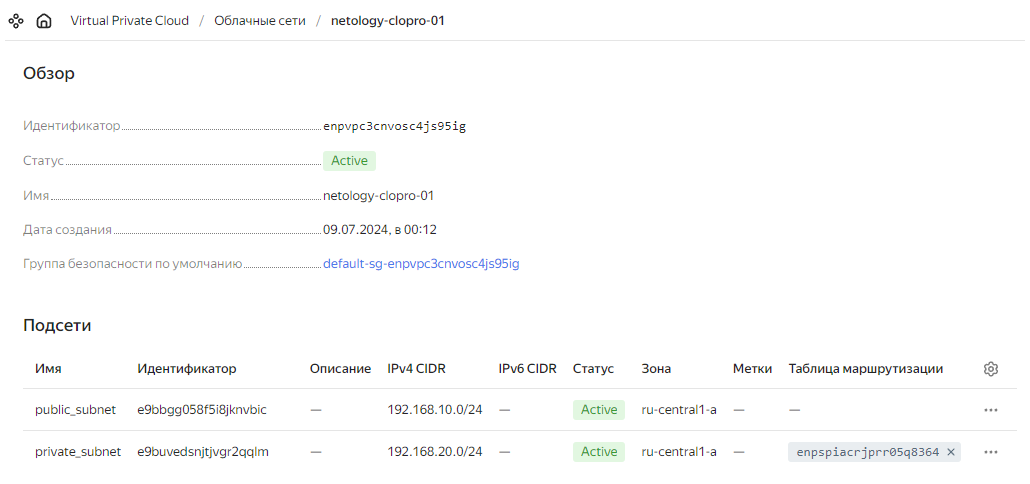 Virtual Private Cloud / Облачные сети / netology-clopro-01
Обзор
Идентификатор enpvpc3cnvosc4js95ig
Статус Active
Имя netology-clopro-01
Дата создания 09.07.2024, в 00:12
Группа безопасности по умолчанию default-sg-enpvpc3cnvosc4js95ig
Подсети
Имя Идентификатор Описание IPv4 CIDR IPv6 CIDR Статус Зона Метки Таблица маршрутизации
public_subnet e9bbgg058f5i8jknvbic — 192.168.10.0/24 — Active ru-central1-a — —
private_subnet e9buvedsnjtjvgr2qqlm — 192.168.20.0/24 — Active ru-central1-a — enpspiacrjprr05q8364 ×